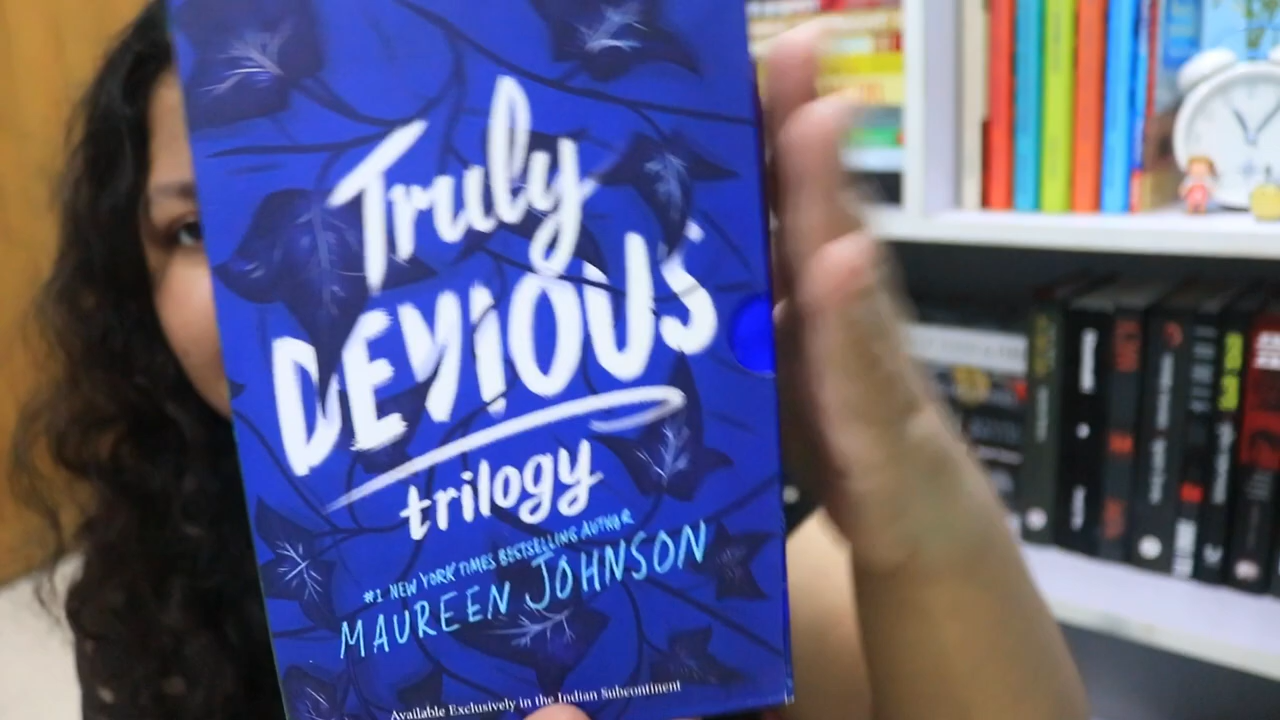 Truly
DEVIOUS
trilogy
#1 NEW YORK TIMES BESTSELLING AUTHOR
MAUREEN JOHNSON
Available Exclusively in the Indian Subcontinent